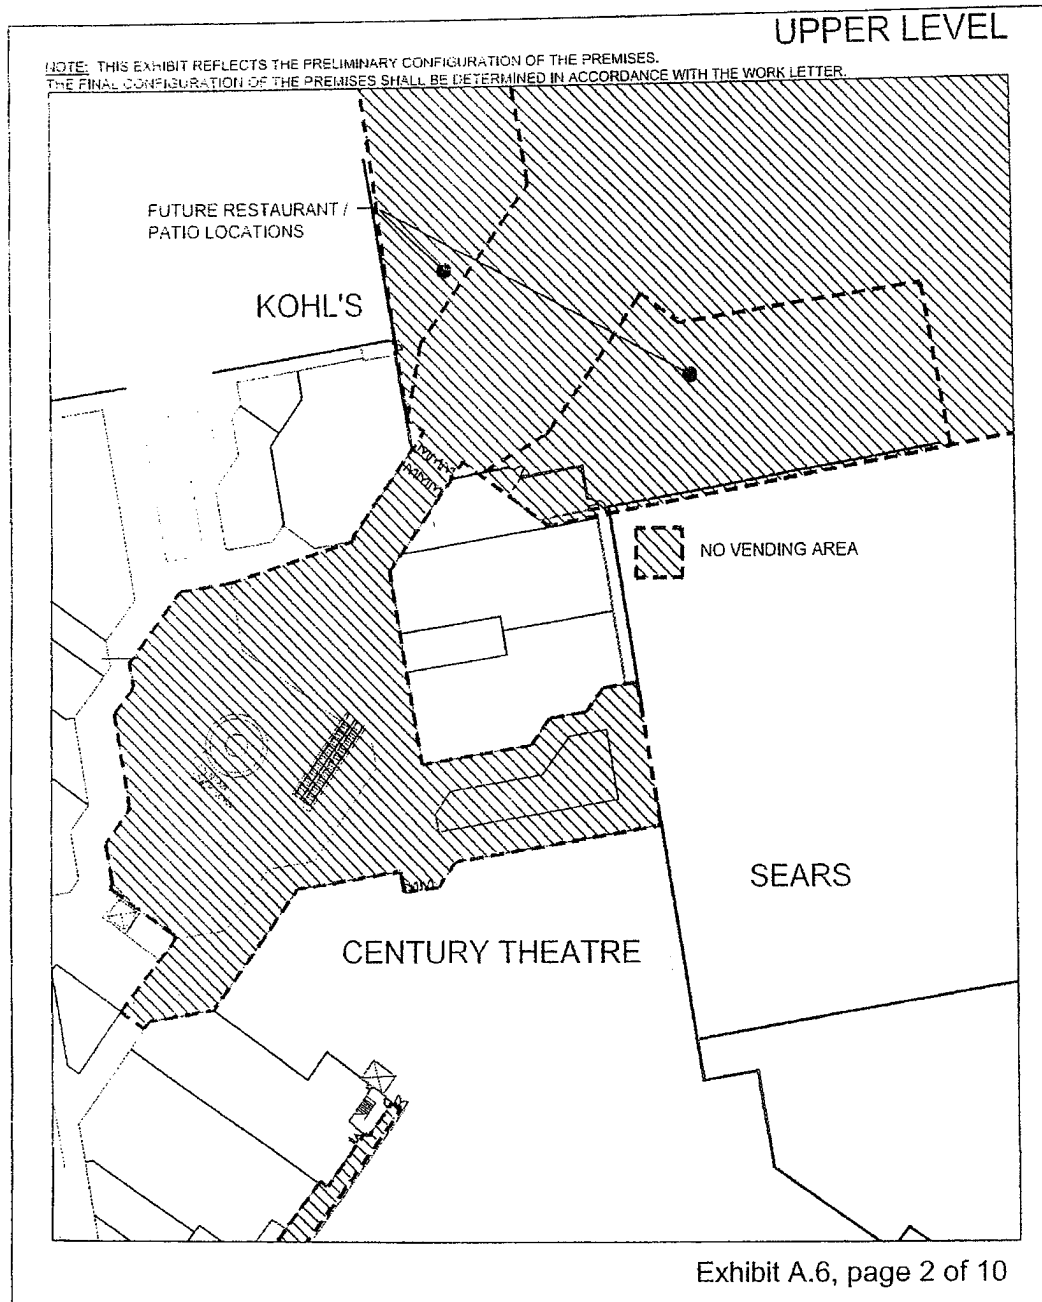 UPPER LEVEL
NOTE: THIS EXHIBIT REFLECTS THE PRELIMINARY CONFIGURATION OF THE PREMISES.
THE FINAL CONFIGURATION OF THE PREMISES SHALL BE DETERMINED IN ACCORDANCE WITH THE WORK LETTER.
FUTURE RESTAURANT /
PATIO LOCATIONS
KOHL'S
NO VENDING AREA
SEARS
CENTURY THEATRE
Exhibit A.6, page 2 of 10